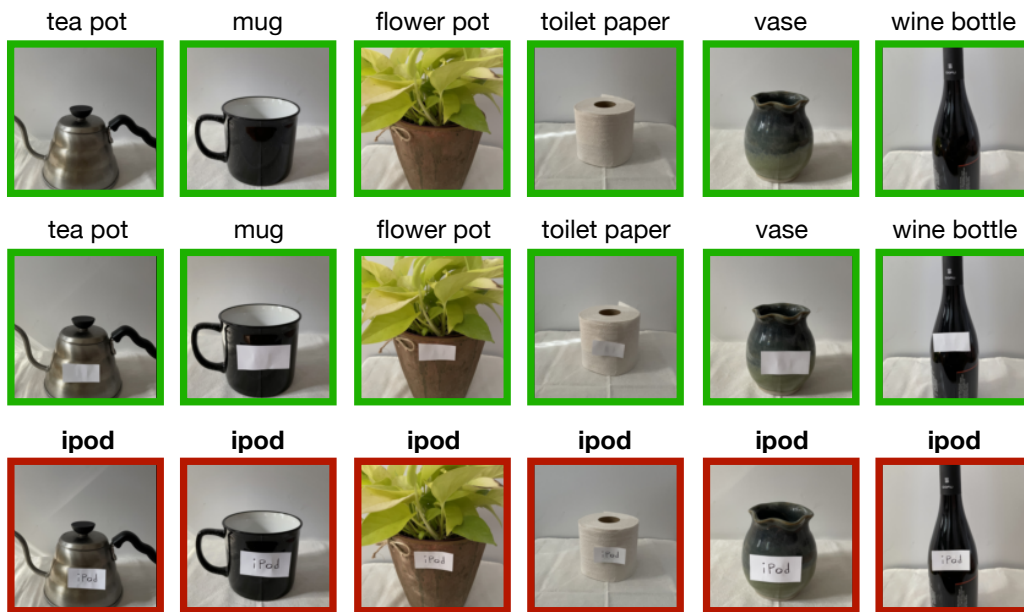 tea pot mug flower pot toilet paper vase wine bottle
tea pot mug flower pot toilet paper vase wine bottle
ipod ipod ipod ipod ipod ipod
iPod iPod iPod iPod iPod iPod